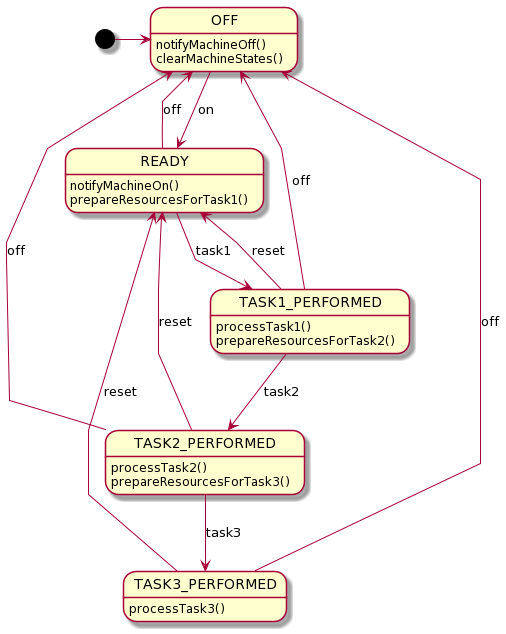 OFF
notifyMachineOff()
clearMachineStates()
off
on
READY
notifyMachineOn()
prepareResourcesForTask1()
off
off
task1
reset
TASK1_PERFORMED
processTask1()
prepareResourcesForTask2()
reset
off
reset
task2
TASK2_PERFORMED
processTask2()
prepareResourcesForTask3()
task3
TASK3_PERFORMED
processTask3()